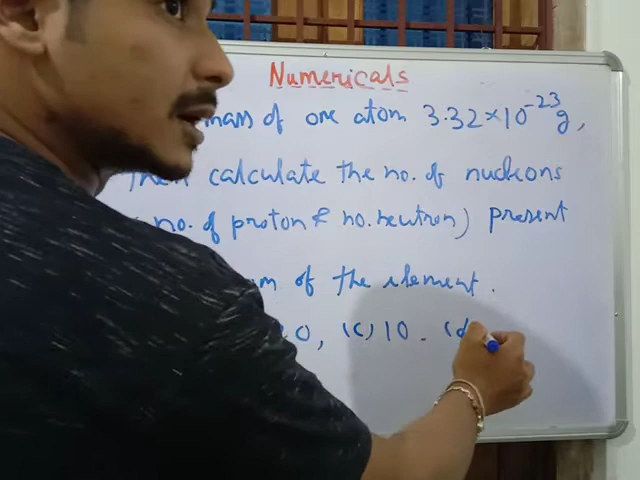 Numericals
mass of one atom 3.32×10⁻²³g,
Then calculate the no. of nucleons
no. of proton & no. neutron) present
of the element.
0, (c) 10. (d